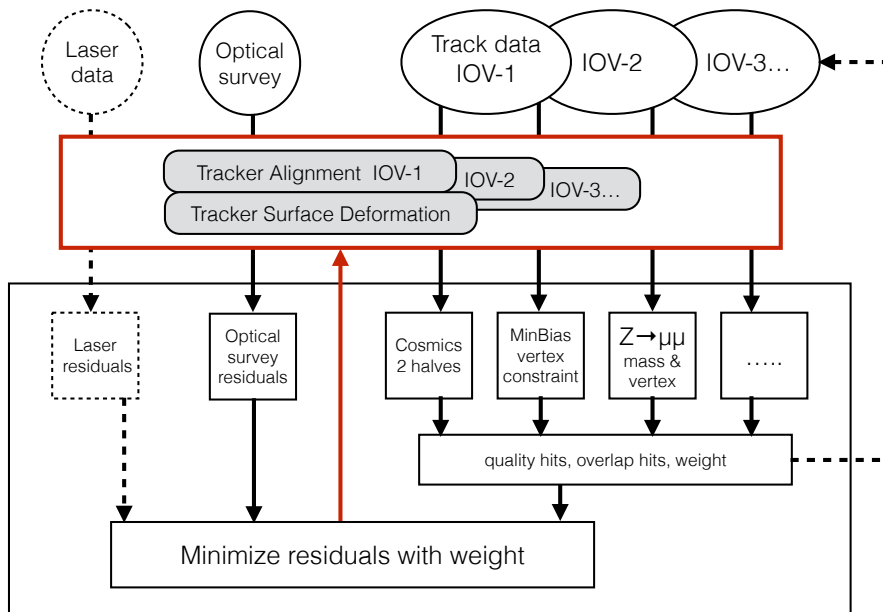 Laser
data
Optical
survey
Track data
IOV-1
IOV-2
IOV-3...
Tracker Alignment IOV-1
IOV-2
IOV-3...
Tracker Surface Deformation
Laser
residuals
Optical
survey
residuals
Cosmics
2 halves
MinBias
vertex
constraint
Z→μμ
mass &
vertex
.....
quality hits, overlap hits, weight
Minimize residuals with weight